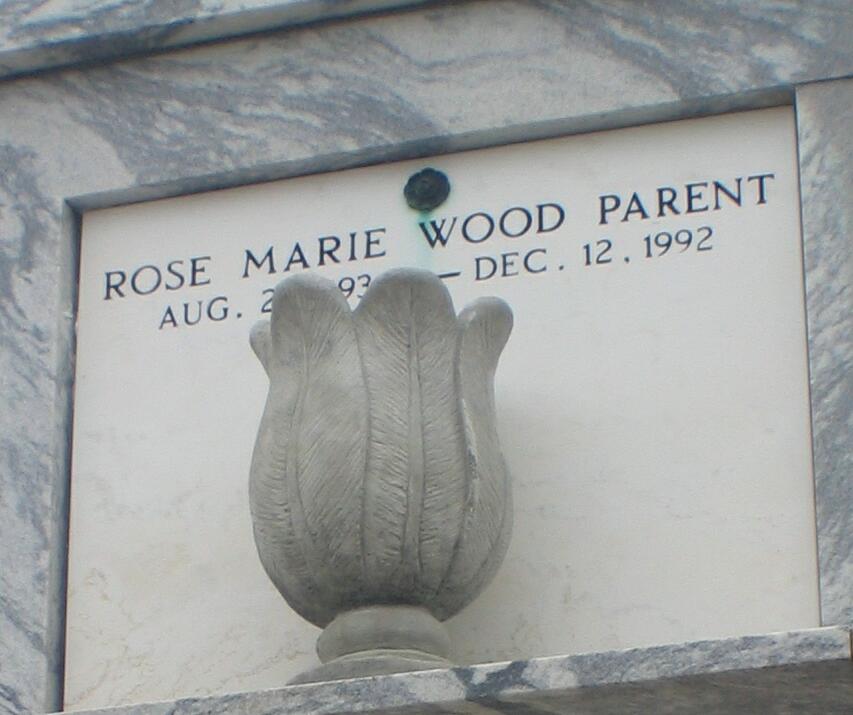 ROSE MARIE WOOD PARENT
AUG. — DEC. 12, 1992